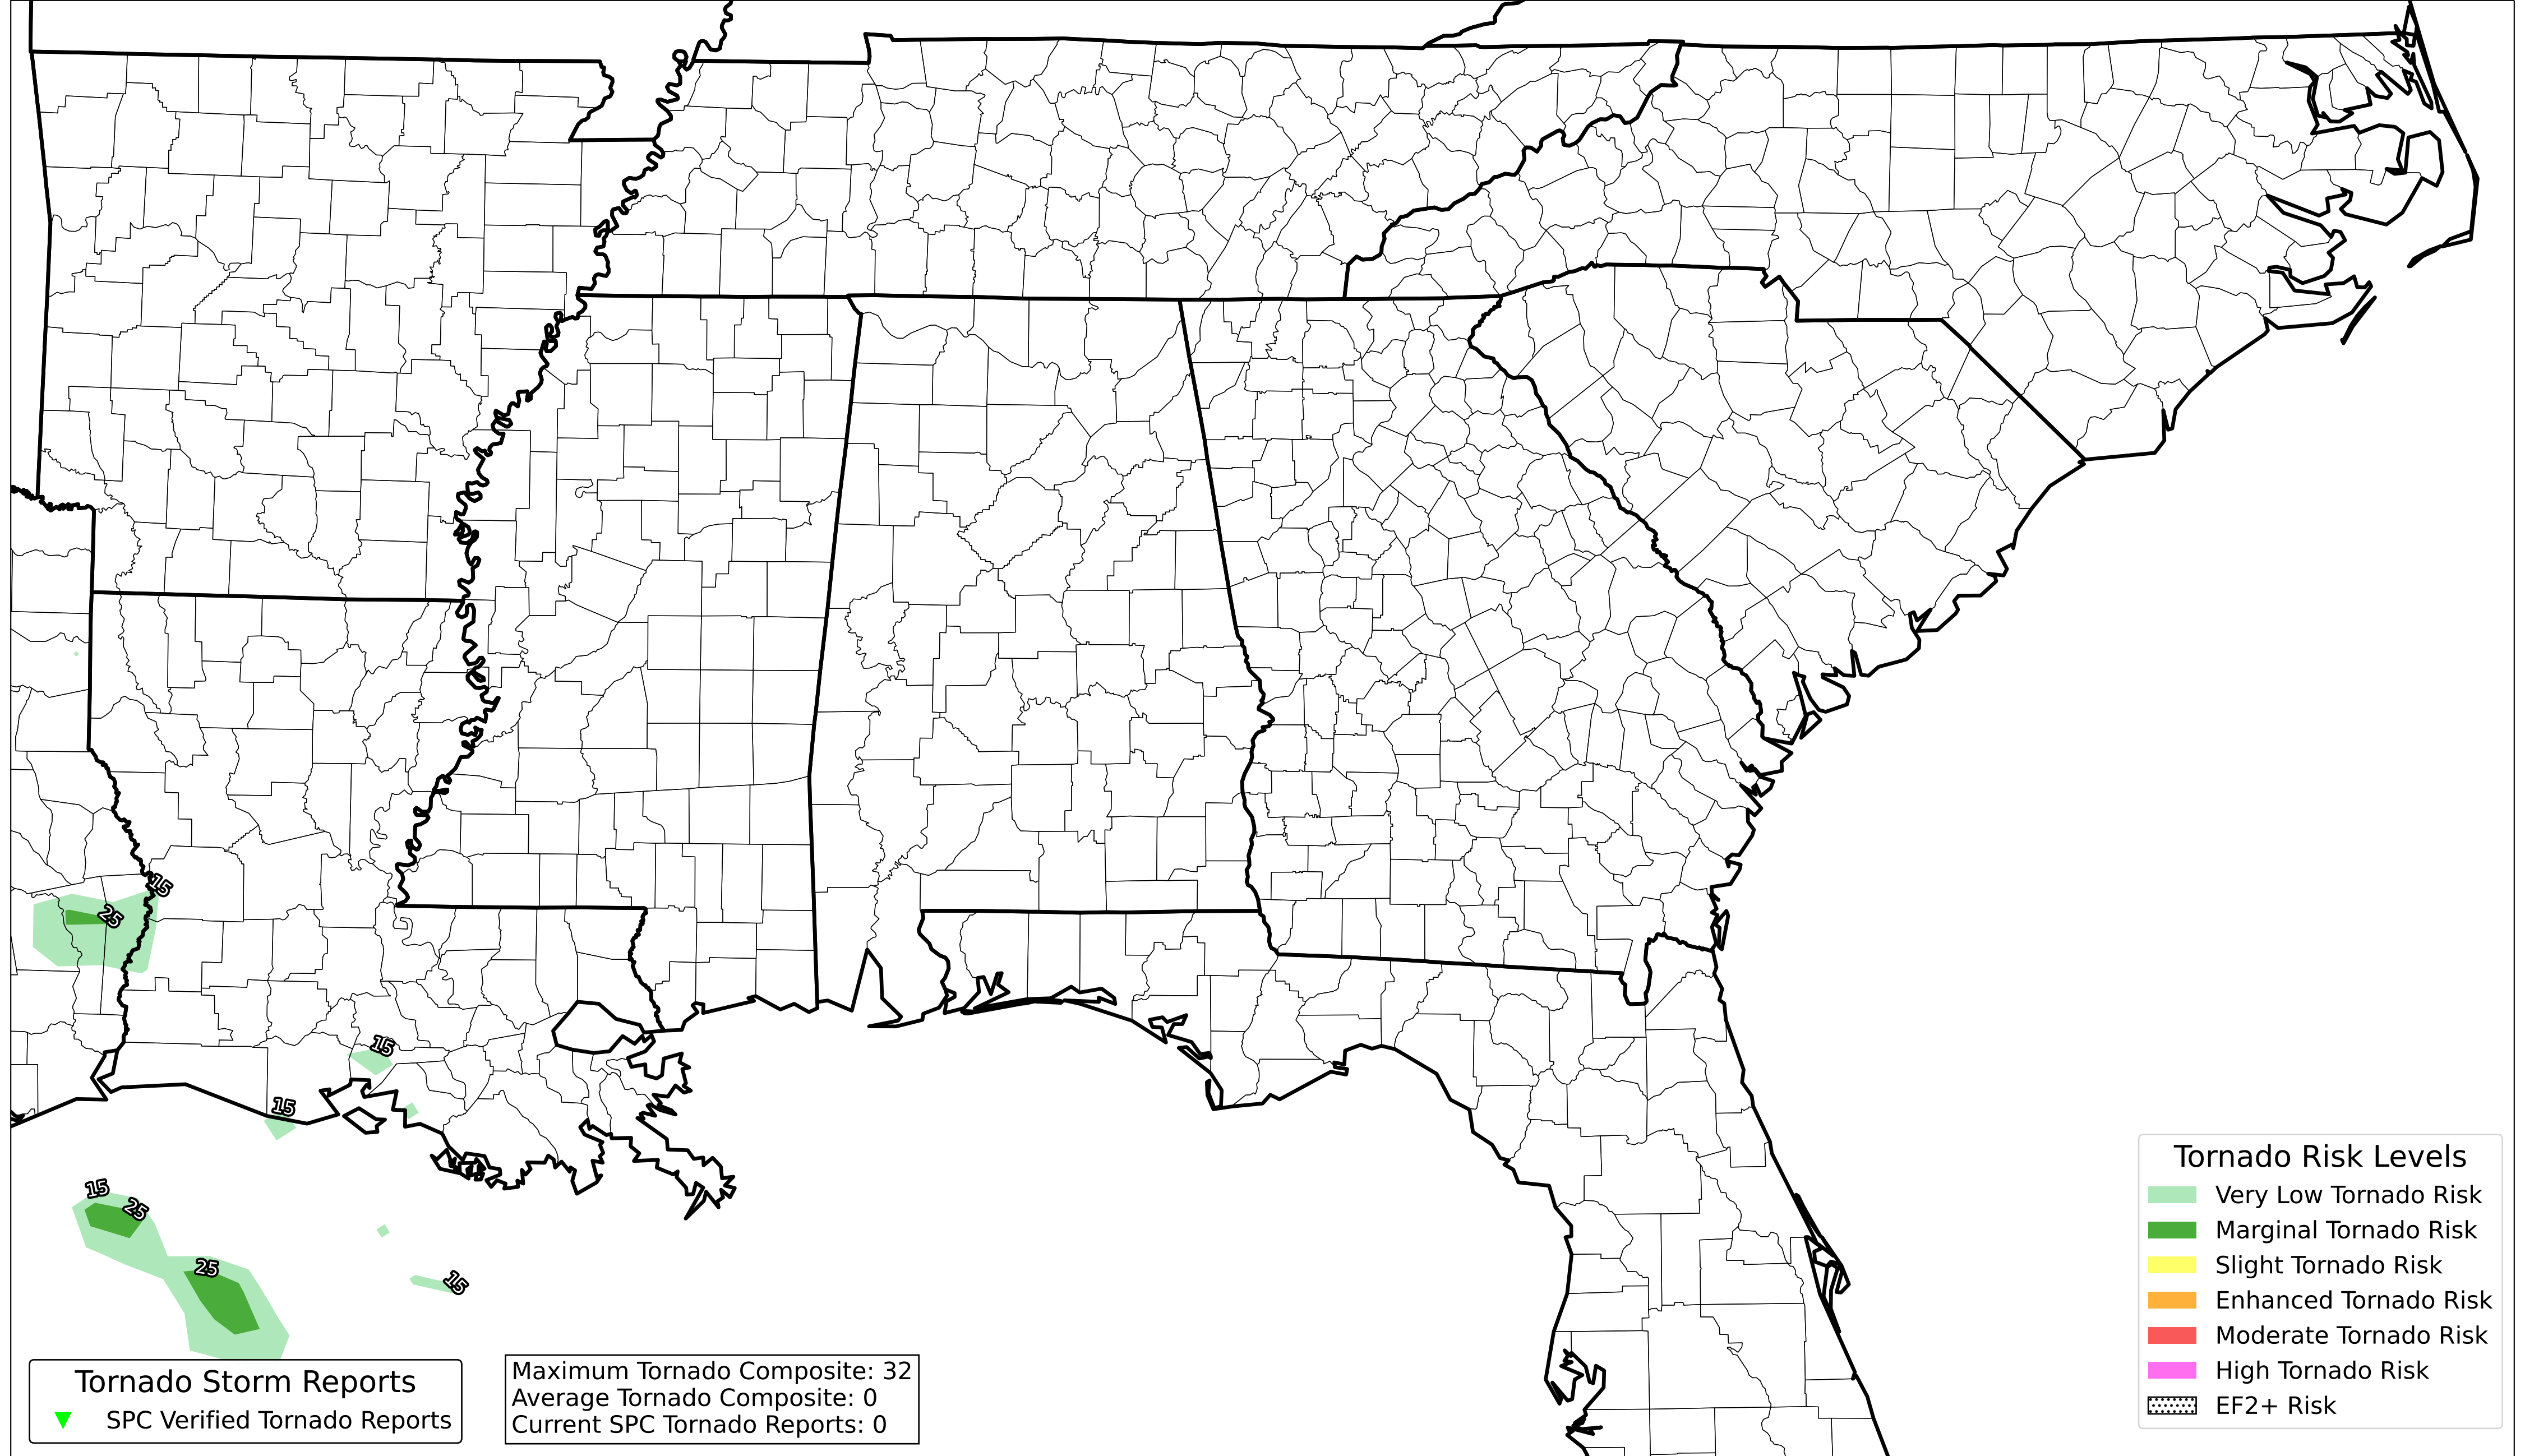 15
25
15
15
15
25
25
15
Tornado Storm Reports
SPC Verified Tornado Reports
Maximum Tornado Composite: 32
Average Tornado Composite: 0
Current SPC Tornado Reports: 0
Tornado Risk Levels
Very Low Tornado Risk
Marginal Tornado Risk
Slight Tornado Risk
Enhanced Tornado Risk
Moderate Tornado Risk
High Tornado Risk
EF2+ Risk